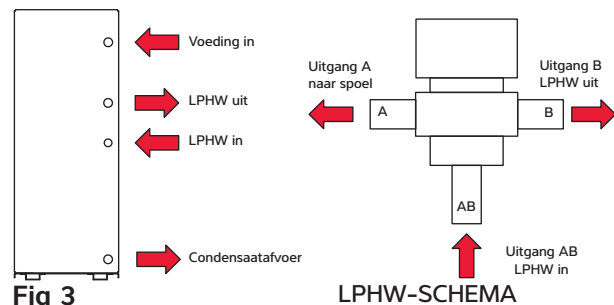 Voeding in
LPHW uit
LPHW in
Condensaatafvoer
Fig 3
Uitgang A
naar spoel
Uitgang B
LPHW uit
A
B
AB
Uitgang AB
LPHW in
LPHW-SCHEMA